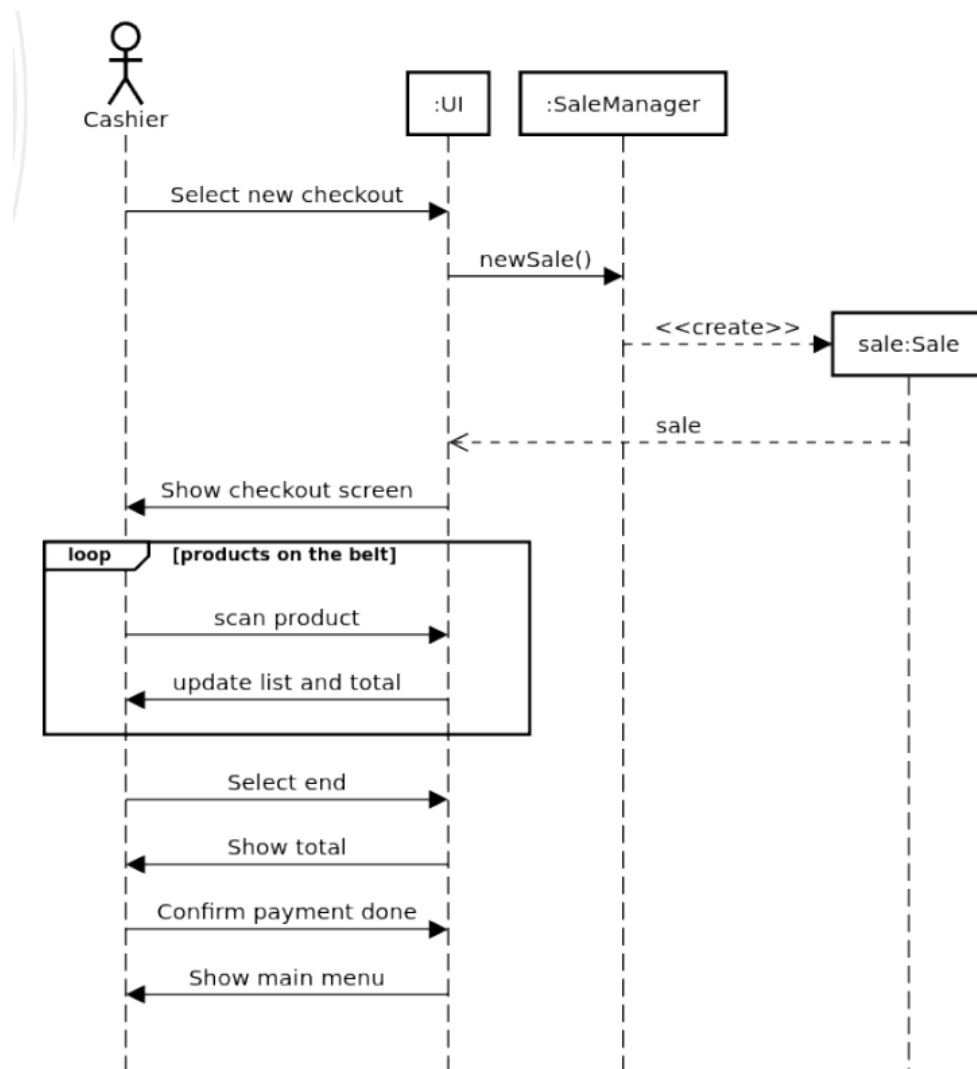 Cashier
:UI
:SaleManager
Select new checkout
newSale()
<<create>>
sale:Sale
sale
Show checkout screen
loop
[products on the belt]
scan product
update list and total
Select end
Show total
Confirm payment done
Show main menu